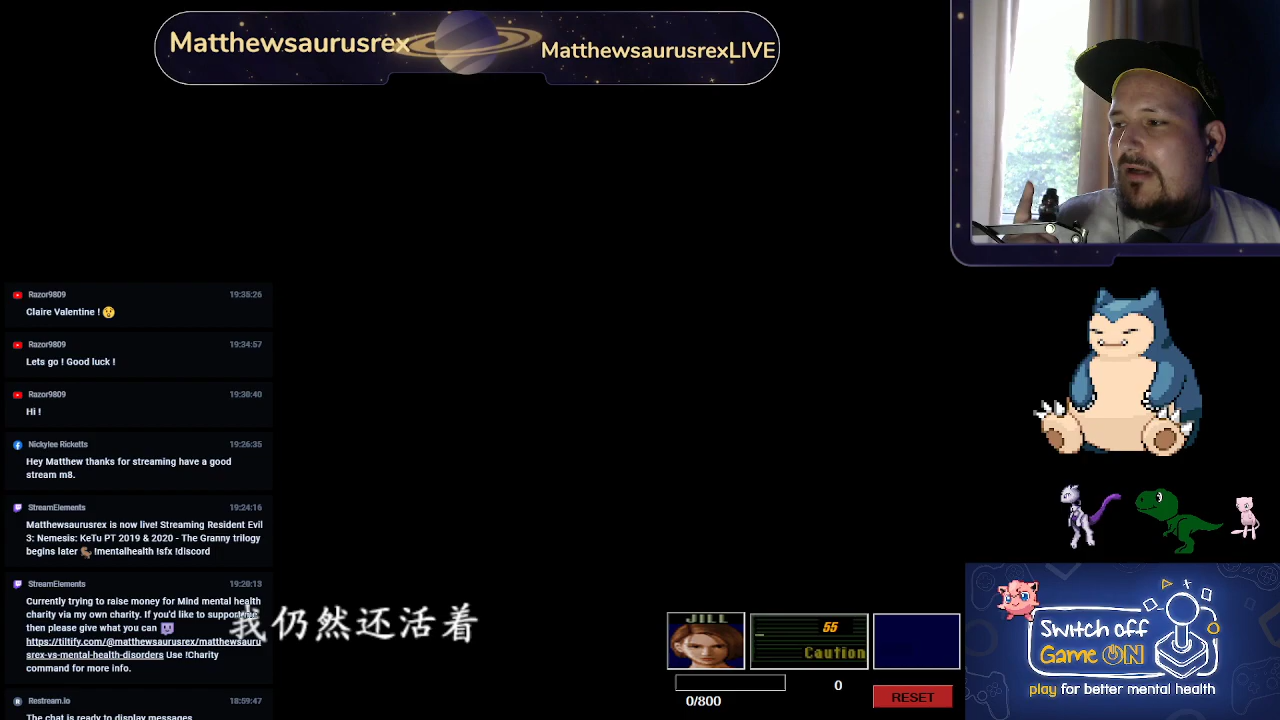 Matthewsaurusrex
MatthewsaurusrexLIVE
Razor9809 19:35:26
Claire Valentine ! 😲
Razor9809 19:34:57
Lets go ! Good luck !
Razor9809 19:30:40
Hi !
Nickylee Ricketts 19:26:35
Hey Matthew thanks for streaming have a good
stream m8.
StreamElements 19:24:16
Matthewsaurusrex is now live! Streaming Resident Evil
3: Nemesis: KeTu PT 2019 & 2020 - The Granny trilogy
begins later 🦗 !mentalhealth !sfx !discord
StreamElements 19:20:13
Currently trying to raise money for Mind mental health
charity via my own charity. If you'd like to support me
then please give what you can
https://tiltify.com/@matthewsaurusrex/matthewsauru
rex-vs-mental-health-disorders Use !Charity
command for more info.
Restream.io 18:59:47
The chat is ready to display messages
我仍然还活着
JILL
55
Caution
0/800
0
RESET
Switch off
Game ON
play for better mental health